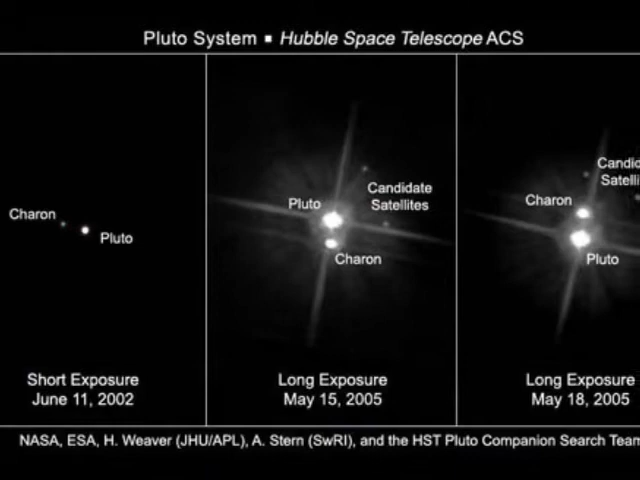 Pluto System ▪ Hubble Space Telescope ACS
Charon
Pluto
Short Exposure
June 11, 2002
Pluto
Candidate
Satellites
Charon
Long Exposure
May 15, 2005
Candid
Satelli
Charon
Pluto
Long Exposure
May 18, 2005
NASA, ESA, H. Weaver (JHU/APL), A. Stern (SwRI), and the HST Pluto Companion Search Team